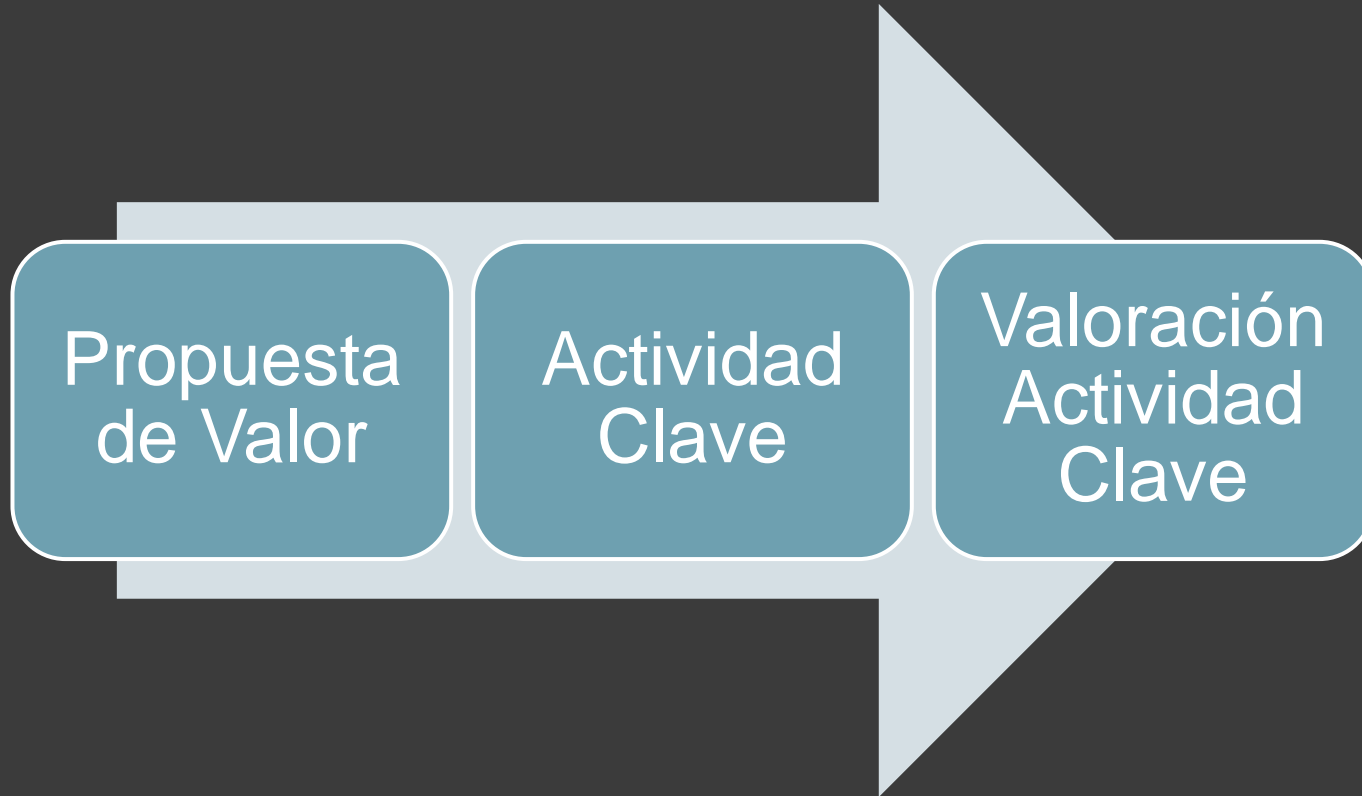 Propuesta
de Valor
Actividad
Clave
Valoración
Actividad
Clave